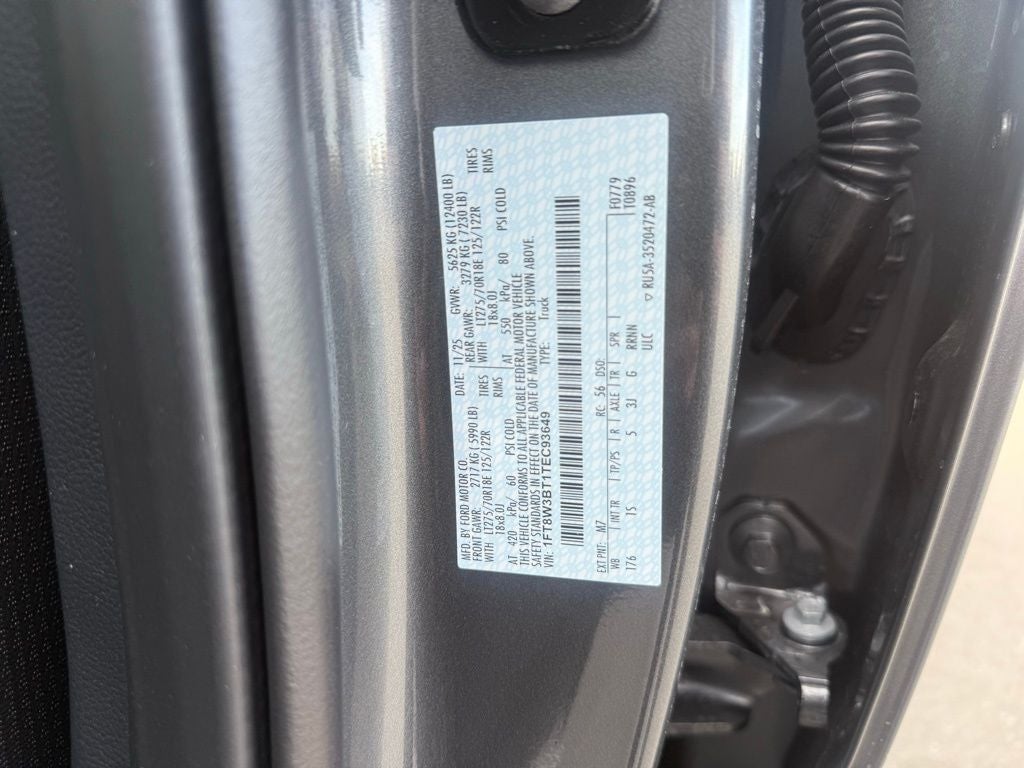 MFD. BY FORD MOTOR CO. DATE: 11/25 GVWR: 5625 KG (12400 LB)
FRONT GAWR: 2717 KG (5990 LB) REAR GAWR: 3279 KG (7230 LB)
WITH LT275/70R18E 125/122R TIRES WITH LT275/70R18E 125/122R TIRES
18x8.0J RIMS 18x8.0J RIMS
AT 420 kPa/ 60 PSI COLD AT 550 kPa/ 80 PSI COLD
THIS VEHICLE CONFORMS TO ALL APPLICABLE FEDERAL MOTOR VEHICLE
SAFETY STANDARDS IN EFFECT ON THE DATE OF MANUFACTURE SHOWN ABOVE.
VIN: 1FT8W3BT1TEC93649 TYPE: Truck
EXT PNT: M7 RC: 56 DSO: F0779
WB INT TR TP/PS R AXLE TR SPR T0896
176 TS 5 3J G RRNN
ULC RU5A-3520472-AB